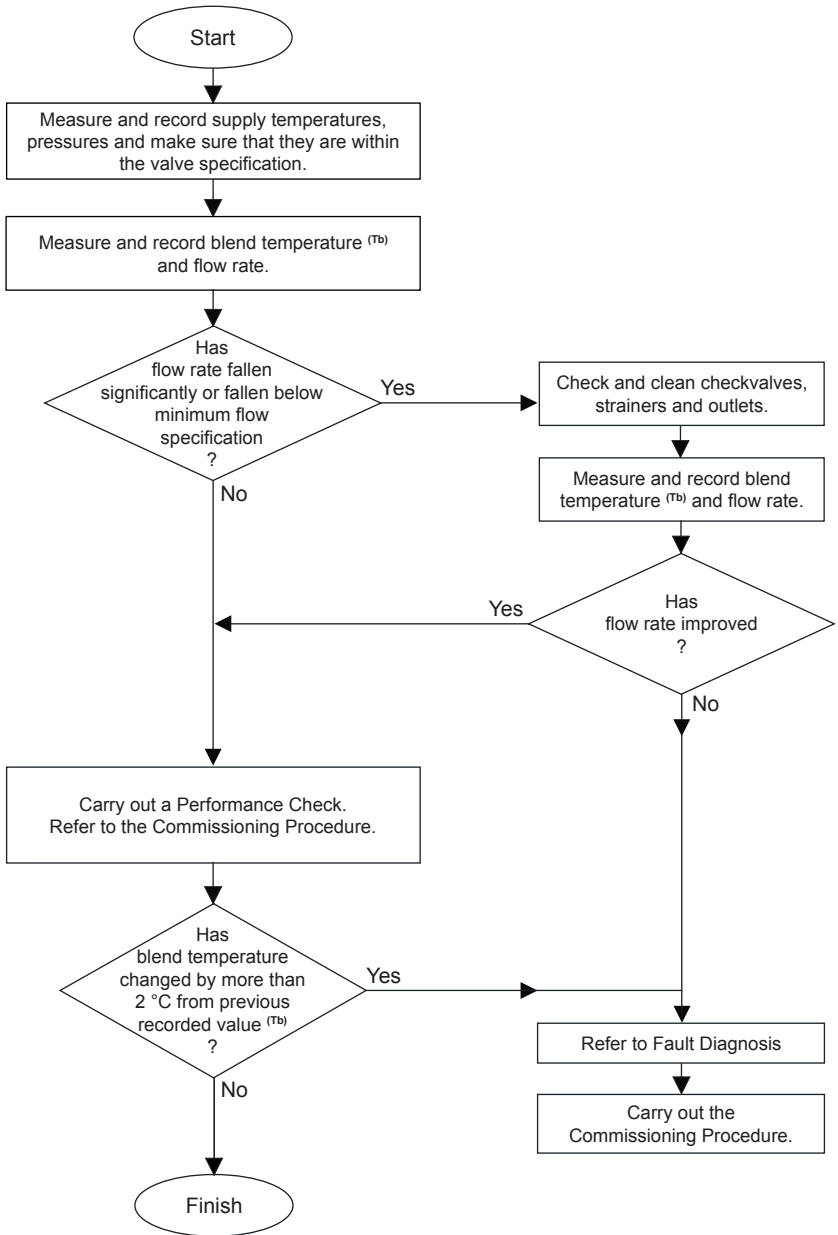 Start
Measure and record supply temperatures,
pressures and make sure that they are within
the valve specification.
Measure and record blend temperature (Tb)
and flow rate.
Has
flow rate fallen
significantly or fallen below
minimum flow
specification
?
Yes
No
Check and clean checkvalves,
strainers and outlets.
Measure and record blend
temperature (Tb) and flow rate.
Has
flow rate improved
?
Yes
No
Carry out a Performance Check.
Refer to the Commissioning Procedure.
Has
blend temperature
changed by more than
2 °C from previous
recorded value (Tb)
?
Yes
No
Refer to Fault Diagnosis
Carry out the
Commissioning Procedure.
Finish